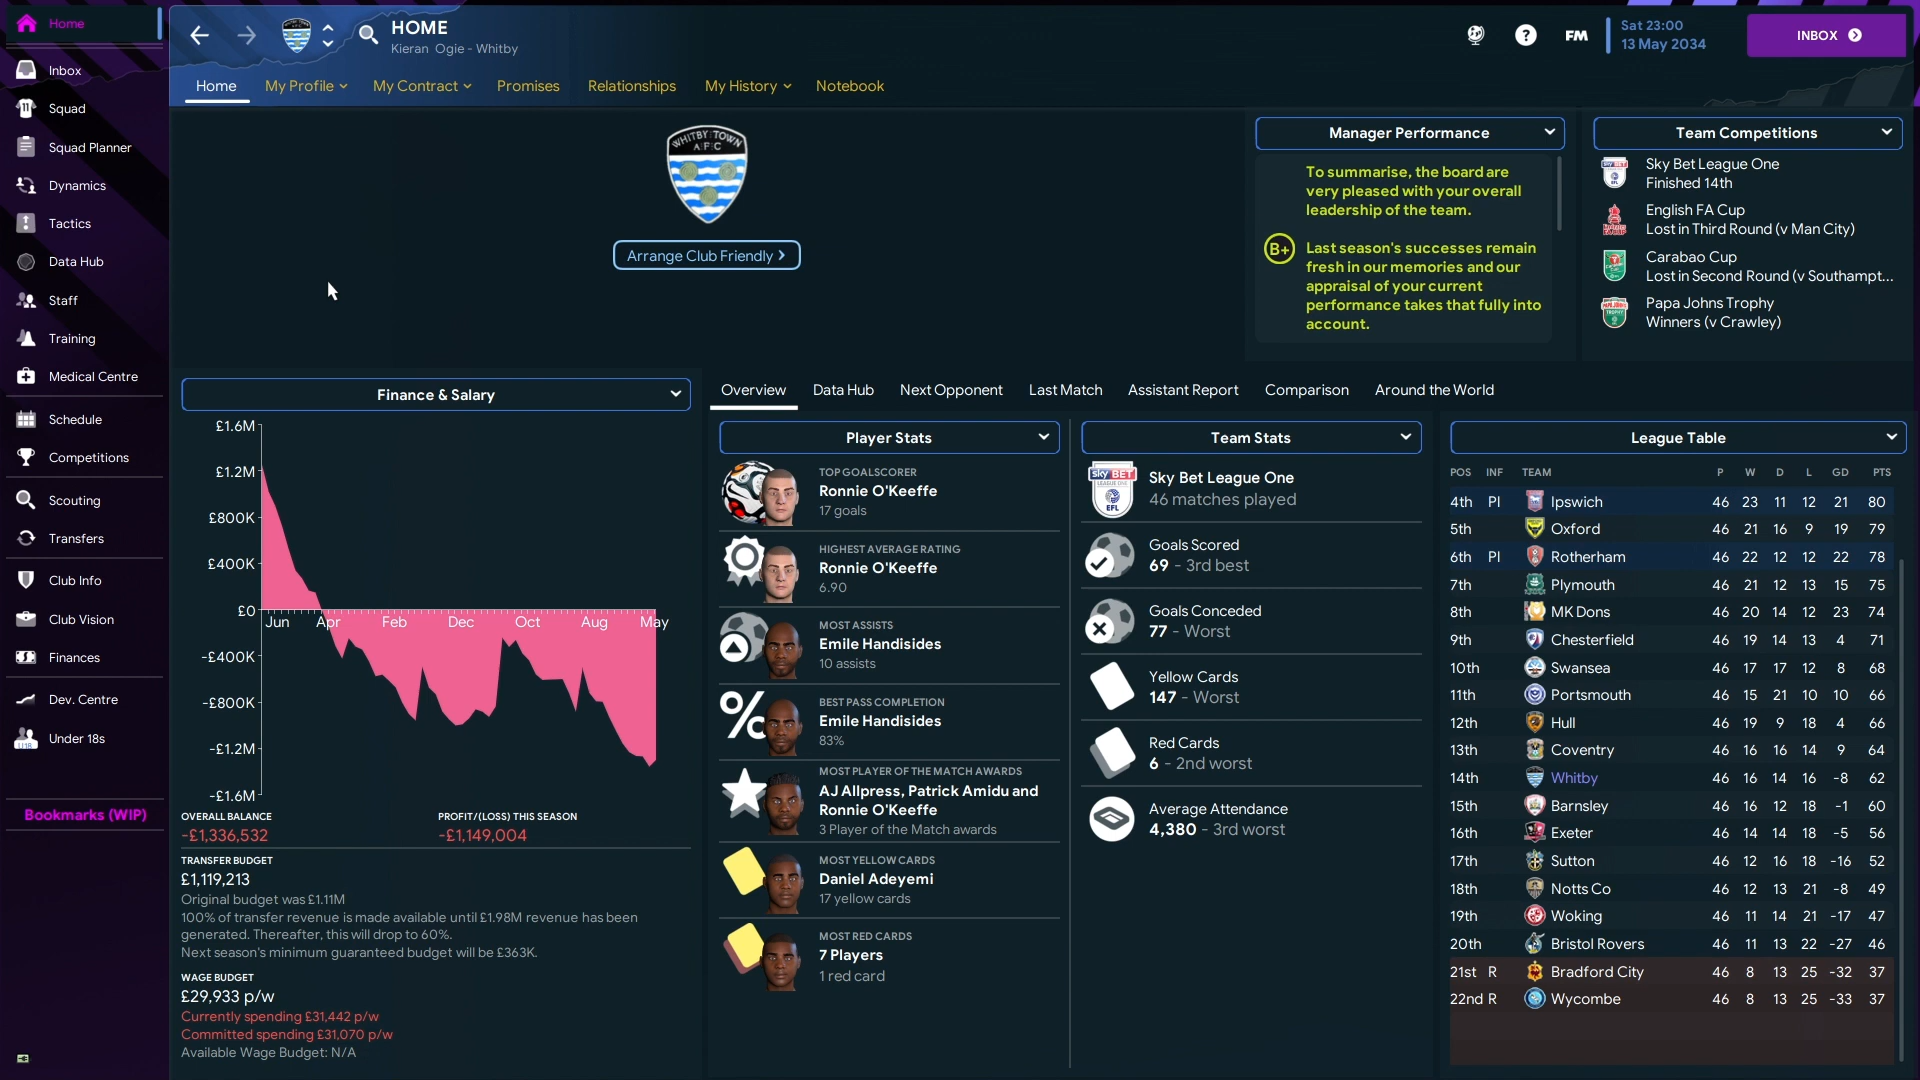 Home
Inbox
Squad
Squad Planner
Dynamics
Tactics
Data Hub
Staff
Training
Medical Centre
Schedule
Competitions
Scouting
Transfers
Club Info
Club Vision
Finances
Dev. Centre
Under 18s
Bookmarks (WIP)
HOME
Kieran Ogie - Whitby
?
FM
Sat 23:00
13 May 2034
INBOX
Home My Profile My Contract Promises Relationships My History Notebook
WHITBY TOWN
A.F.C
Arrange Club Friendly
Manager Performance
To summarise, the board are
very pleased with your overall
leadership of the team.
B+
Last season's successes remain
fresh in our memories and our
appraisal of your current
performance takes that fully into
account.
Team Competitions
Sky Bet League One
Finished 14th
English FA Cup
Lost in Third Round (v Man City)
Carabao Cup
Lost in Second Round (v Southampt...
Papa Johns Trophy
Winners (v Crawley)
Finance & Salary
£1.6M
£1.2M
£800K
£400K
£0
-£400K
-£800K
-£1.2M
-£1.6M
Jun Apr Feb Dec Oct Aug May
OVERALL BALANCE
-£1,336,532
PROFIT/(LOSS) THIS SEASON
-£1,149,004
TRANSFER BUDGET
£1,119,213
Original budget was £1.11M
100% of transfer revenue is made available until £1.98M revenue has been
generated. Thereafter, this will drop to 60%.
Next season's minimum guaranteed budget will be £363K.
WAGE BUDGET
£29,933 p/w
Currently spending £31,442 p/w
Committed spending £31,070 p/w
Available Wage Budget: N/A
Overview Data Hub Next Opponent Last Match Assistant Report Comparison Around the World
Player Stats
TOP GOALSCORER
Ronnie O'Keeffe
17 goals
HIGHEST AVERAGE RATING
Ronnie O'Keeffe
6.90
MOST ASSISTS
Emile Handisides
10 assists
%
BEST PASS COMPLETION
Emile Handisides
83%
MOST PLAYER OF THE MATCH AWARDS
AJ Allpress, Patrick Amidu and
Ronnie O'Keeffe
3 Player of the Match awards
MOST YELLOW CARDS
Daniel Adeyemi
17 yellow cards
MOST RED CARDS
7 Players
1 red card
Team Stats
sky BET
LEAGUE ONE
EFL
Sky Bet League One
46 matches played
Goals Scored
69 - 3rd best
Goals Conceded
77 - Worst
Yellow Cards
147 - Worst
Red Cards
6 - 2nd worst
Average Attendance
4,380 - 3rd worst
League Table
POS INF TEAM P W D L GD PTS
4th Pl Ipswich 46 23 11 12 21 80
5th Oxford 46 21 16 9 19 79
6th Pl Rotherham 46 22 12 12 22 78
7th Plymouth 46 21 12 13 15 75
8th MK Dons 46 20 14 12 23 74
9th Chesterfield 46 19 14 13 4 71
10th Swansea 46 17 17 12 8 68
11th Portsmouth 46 15 21 10 10 66
12th Hull 46 19 9 18 4 66
13th Coventry 46 16 16 14 9 64
14th Whitby 46 16 14 16 -8 62
15th Barnsley 46 16 12 18 -1 60
16th Exeter 46 14 14 18 -5 56
17th Sutton 46 12 16 18 -16 52
18th Notts Co 46 12 13 21 -8 49
19th Woking 46 11 14 21 -17 47
20th Bristol Rovers 46 11 13 22 -27 46
21st R Bradford City 46 8 13 25 -32 37
22nd R Wycombe 46 8 13 25 -33 37